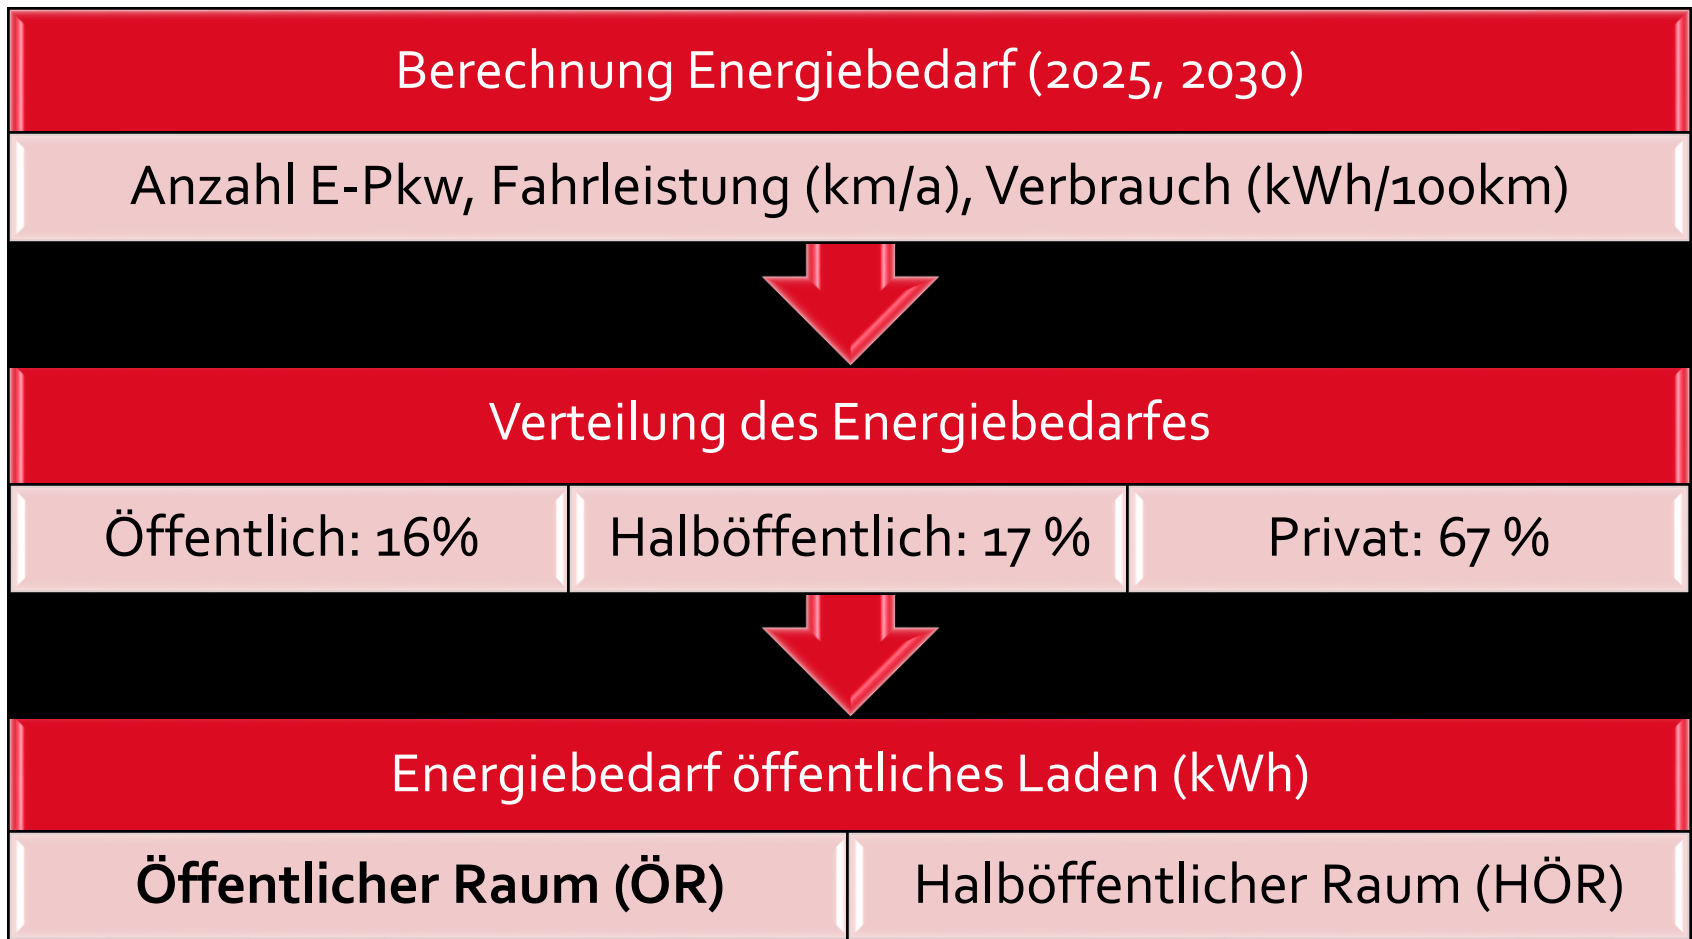 Berechnung Energiebedarf (2025, 2030)
Anzahl E-Pkw, Fahrleistung (km/a), Verbrauch (kWh/100km)
Verteilung des Energiebedarfes
Öffentlich: 16%
Halböffentlich: 17 %
Privat: 67 %
Energiebedarf öffentliches Laden (kWh)
Öffentlicher Raum (ÖR)
Halböffentlicher Raum (HÖR)